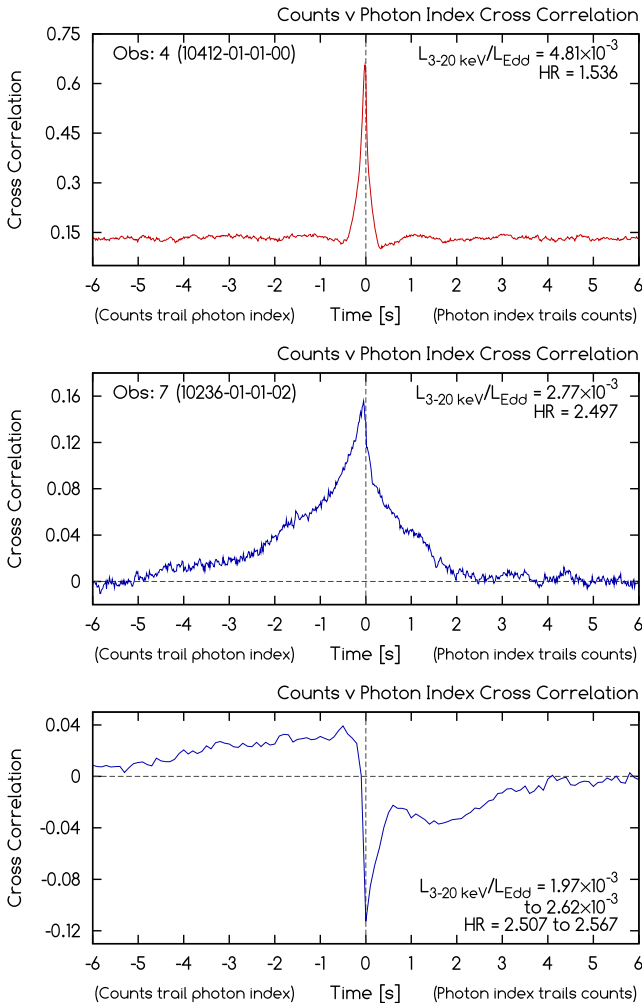 Counts v Photon Index Cross Correlation
Obs: 4 (10412-01-01-00)
L3-20 keV/LEdd = 4.81×10-3
HR = 1.536
Cross Correlation
0.75
0.6
0.45
0.3
0.15
-6 -5 -4 -3 -2 -1 0 1 2 3 4 5 6
(Counts trail photon index) Time [s] (Photon index trails counts)
Counts v Photon Index Cross Correlation
Obs: 7 (10236-01-01-02)
L3-20 keV/LEdd = 2.77×10-3
HR = 2.497
Cross Correlation
0.16
0.12
0.08
0.04
0
-6 -5 -4 -3 -2 -1 0 1 2 3 4 5 6
(Counts trail photon index) Time [s] (Photon index trails counts)
Counts v Photon Index Cross Correlation
Cross Correlation
0.04
0
-0.04
-0.08
-0.12
L3-20 keV/LEdd = 1.97×10-3
to 2.62×10-3
HR = 2.507 to 2.567
-6 -5 -4 -3 -2 -1 0 1 2 3 4 5 6
(Counts trail photon index) Time [s] (Photon index trails counts)